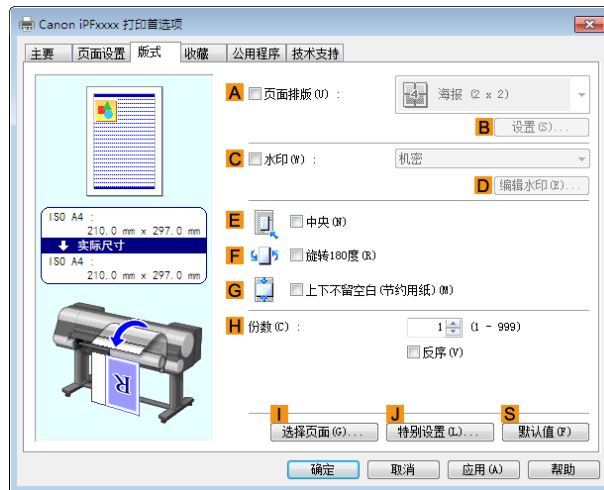 Canon iPFxxxx 打印首选项
主要 页面设置 版式 收藏 公用程序 技术支持
A 页面排版(U) : 4 海报 (2 x 2)
B 设置(S)...
C 水印(W) : 机密
D 编辑水印(E)...
ISO A4 :
210.0 mm x 297.0 mm
实际尺寸
ISO A4 :
210.0 mm x 297.0 mm
E 中央(N)
F 旋转180度(R)
G 上下不留空白(节约用纸)(M)
H 份数(C) : 1 (1 - 999)
反序(V)
R
I J S
选择页面(G)... 特别设置(L)... 默认值(F)
确定 取消 应用(A) 帮助